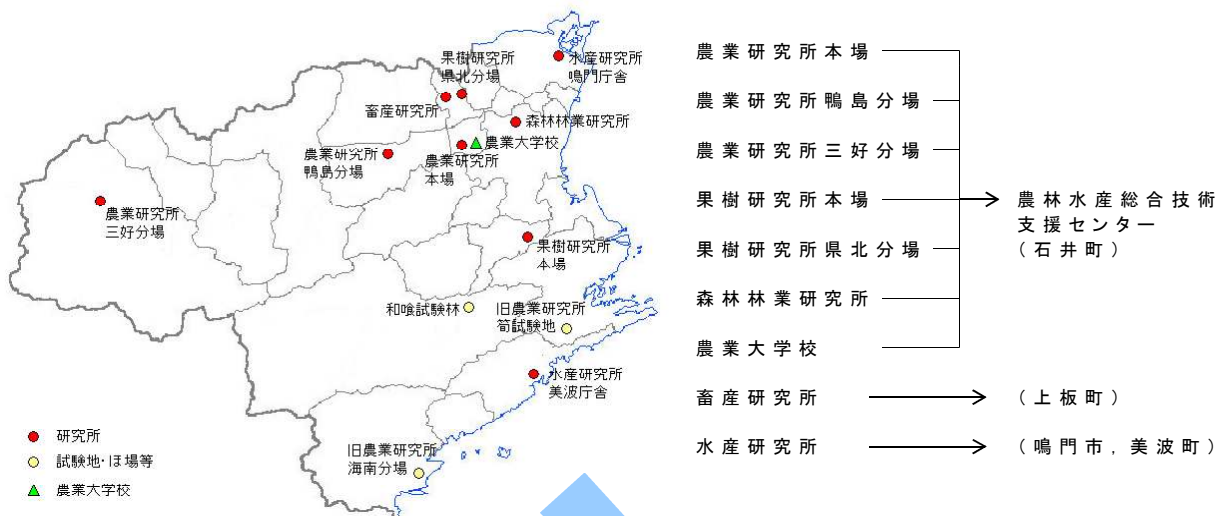 果樹研究所
県北分場
水産研究所
鳴門庁舎
畜産研究所
森林林業研究所
農業大学校
農業研究所
鴨島分場
農業研究所
本場
農業研究所
三好分場
果樹研究所
本場
和喰試験林
旧農業研究所
筍試験地
水産研究所
美波庁舎
旧農業研究所
海南分場
研究所
試験地・ほ場等
農業大学校
農業研究所本場
農業研究所鴨島分場
農業研究所三好分場
果樹研究所本場
果樹研究所県北分場
森林林業研究所
農業大学校
農林水産総合技術
支援センター
(石井町)
畜産研究所
(上板町)
水産研究所
(鳴門市,美波町)